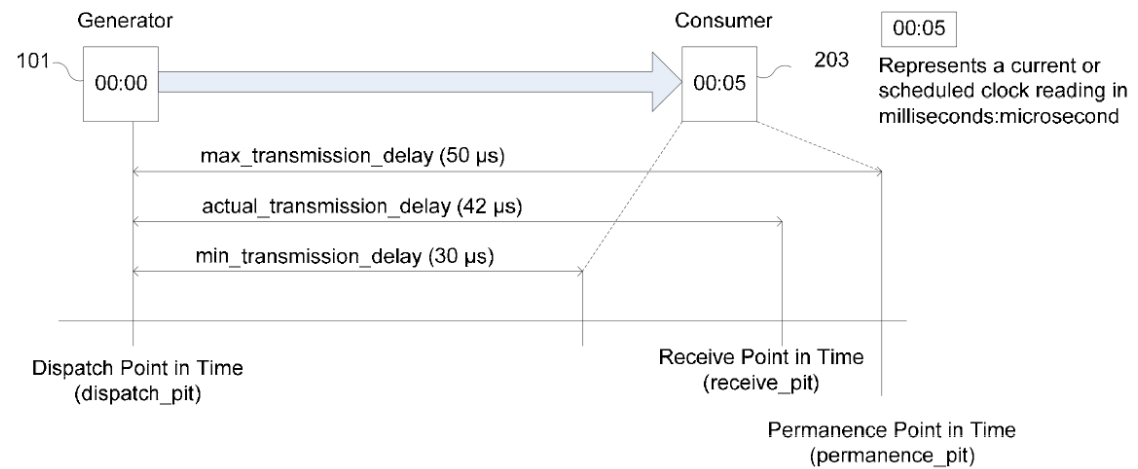 Generator
Consumer
00:05
101
00:00
00:05
203
Represents a current or
scheduled clock reading in
milliseconds:microsecond
max_transmission_delay (50 µs)
actual_transmission_delay (42 µs)
min_transmission_delay (30 µs)
Dispatch Point in Time
(dispatch_pit)
Receive Point in Time
(receive_pit)
Permanence Point in Time
(permanence_pit)